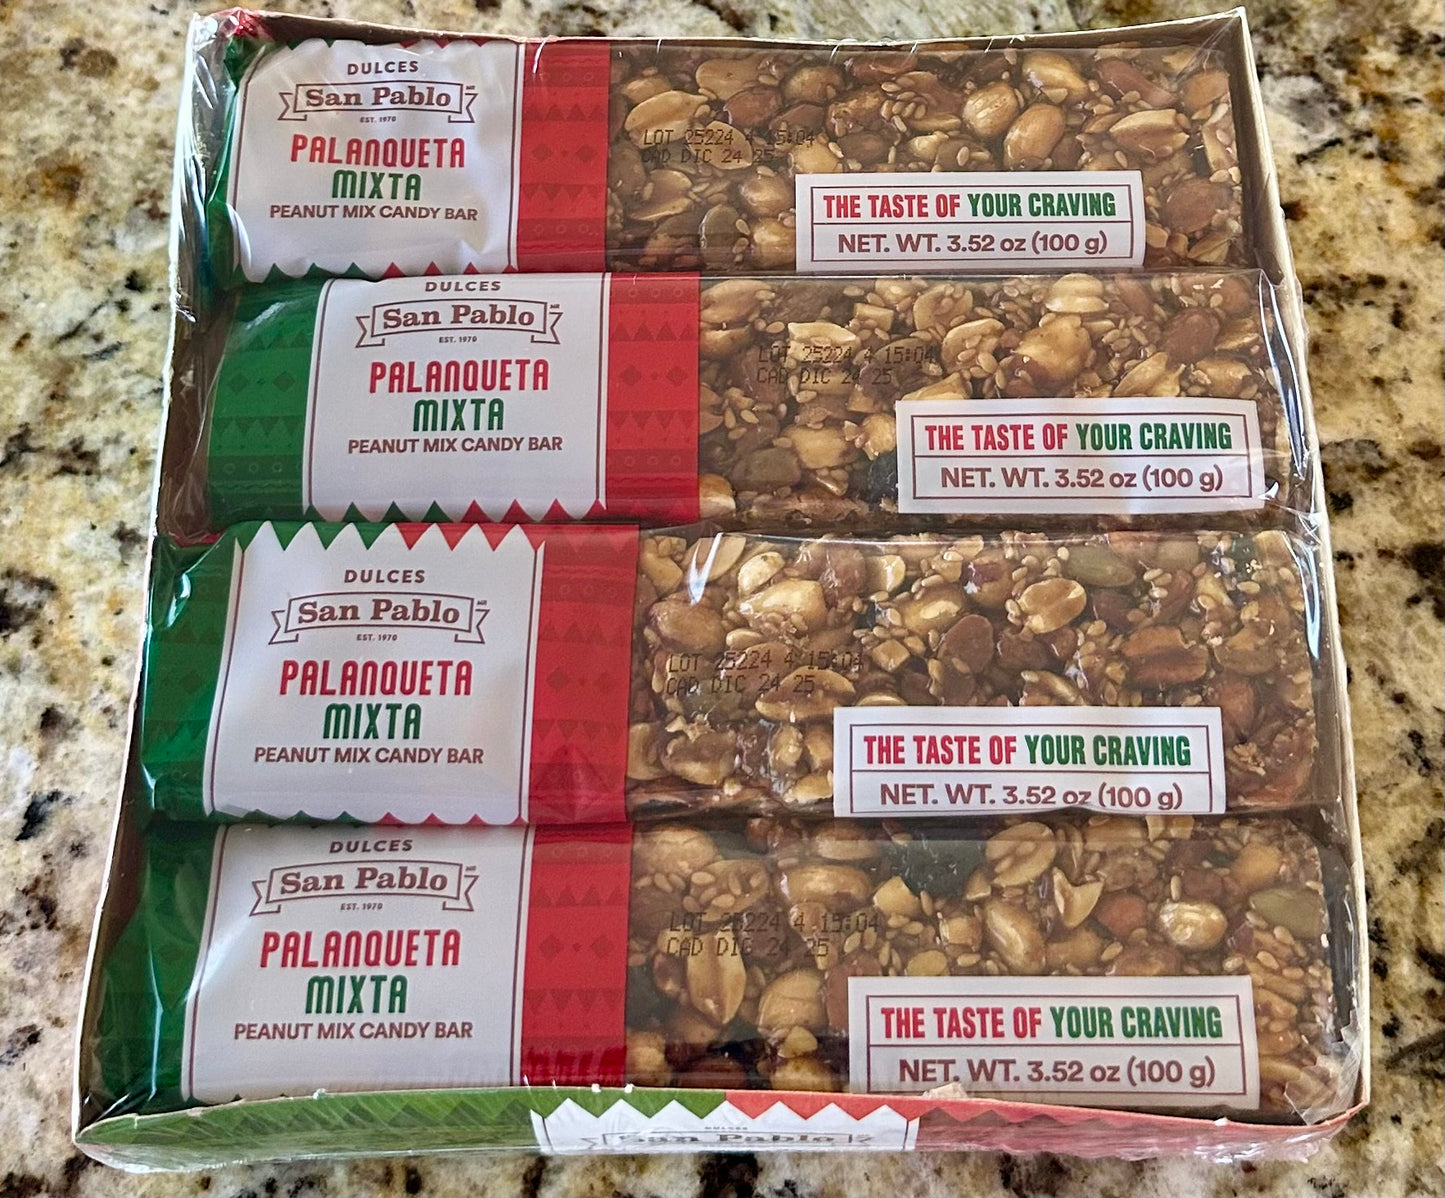 DULCES
San Pablo MR
EST. 1970
PALANQUETA
MIXTA
PEANUT MIX CANDY BAR
LOT 25224 4 15:04
CAD DIC 24 25
THE TASTE OF YOUR CRAVING
NET. WT. 3.52 oz (100 g)
DULCES
San Pablo MR
EST. 1970
PALANQUETA
MIXTA
PEANUT MIX CANDY BAR
LOT 25224 4 15:04
CAD DIC 24 25
THE TASTE OF YOUR CRAVING
NET. WT. 3.52 oz (100 g)
DULCES
San Pablo MR
EST. 1970
PALANQUETA
MIXTA
PEANUT MIX CANDY BAR
LOT 25224 4 15:04
CAD DIC 24 25
THE TASTE OF YOUR CRAVING
NET. WT. 3.52 oz (100 g)
DULCES
San Pablo MR
EST. 1970
PALANQUETA
MIXTA
PEANUT MIX CANDY BAR
LOT 25224 4 15:04
CAD DIC 24 25
THE TASTE OF YOUR CRAVING
NET. WT. 3.52 oz (100 g)
DULCES
San Pablo